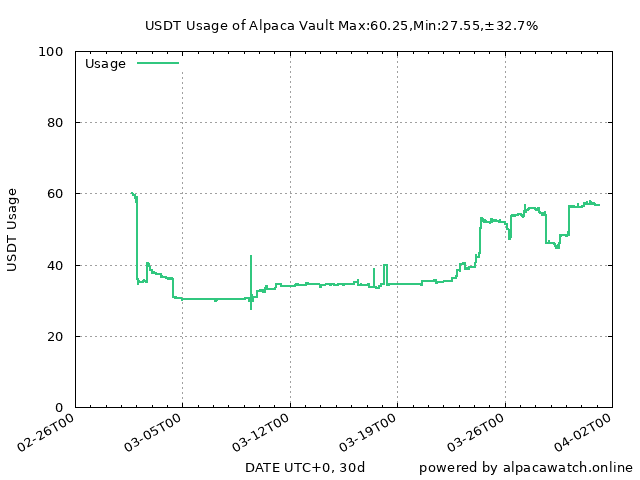 USDT Usage of Alpaca Vault Max:60.25,Min:27.55,±32.7%
100
Usage
80
60
USDT Usage
40
20
0
02-26T00 03-05T00 03-12T00 03-19T00 03-26T00 04-02T00
DATE UTC+0, 30d powered by alpacawatch.online